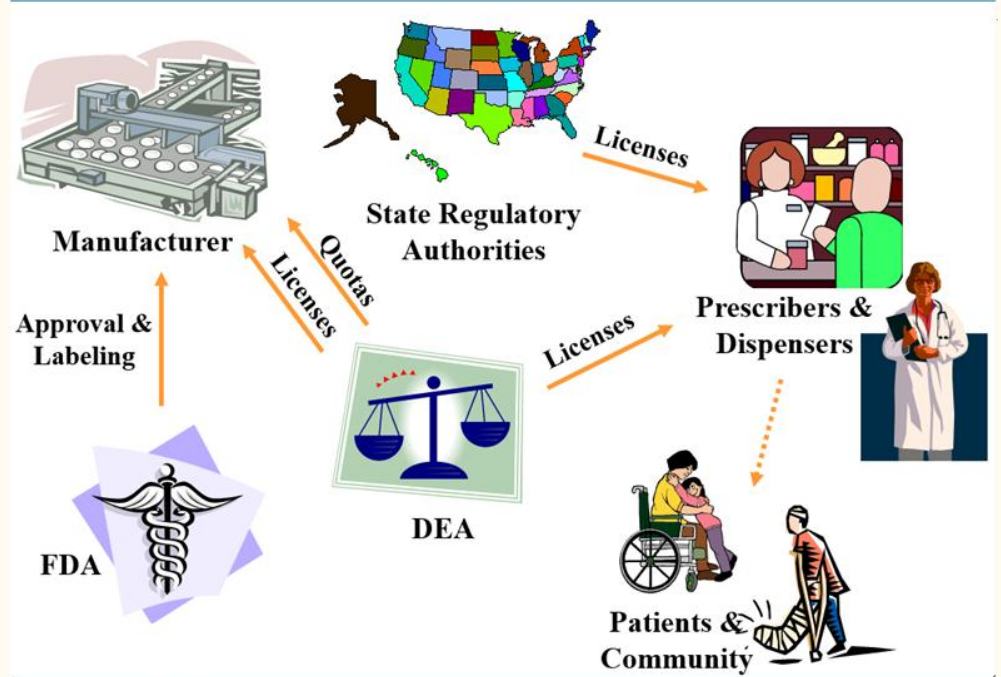 Licenses
State Regulatory
Authorities
Manufacturer
Quotas
Licenses
Approval &
Labeling
Licenses
Prescribers &
Dispensers
DEA
FDA
Patients &
Community